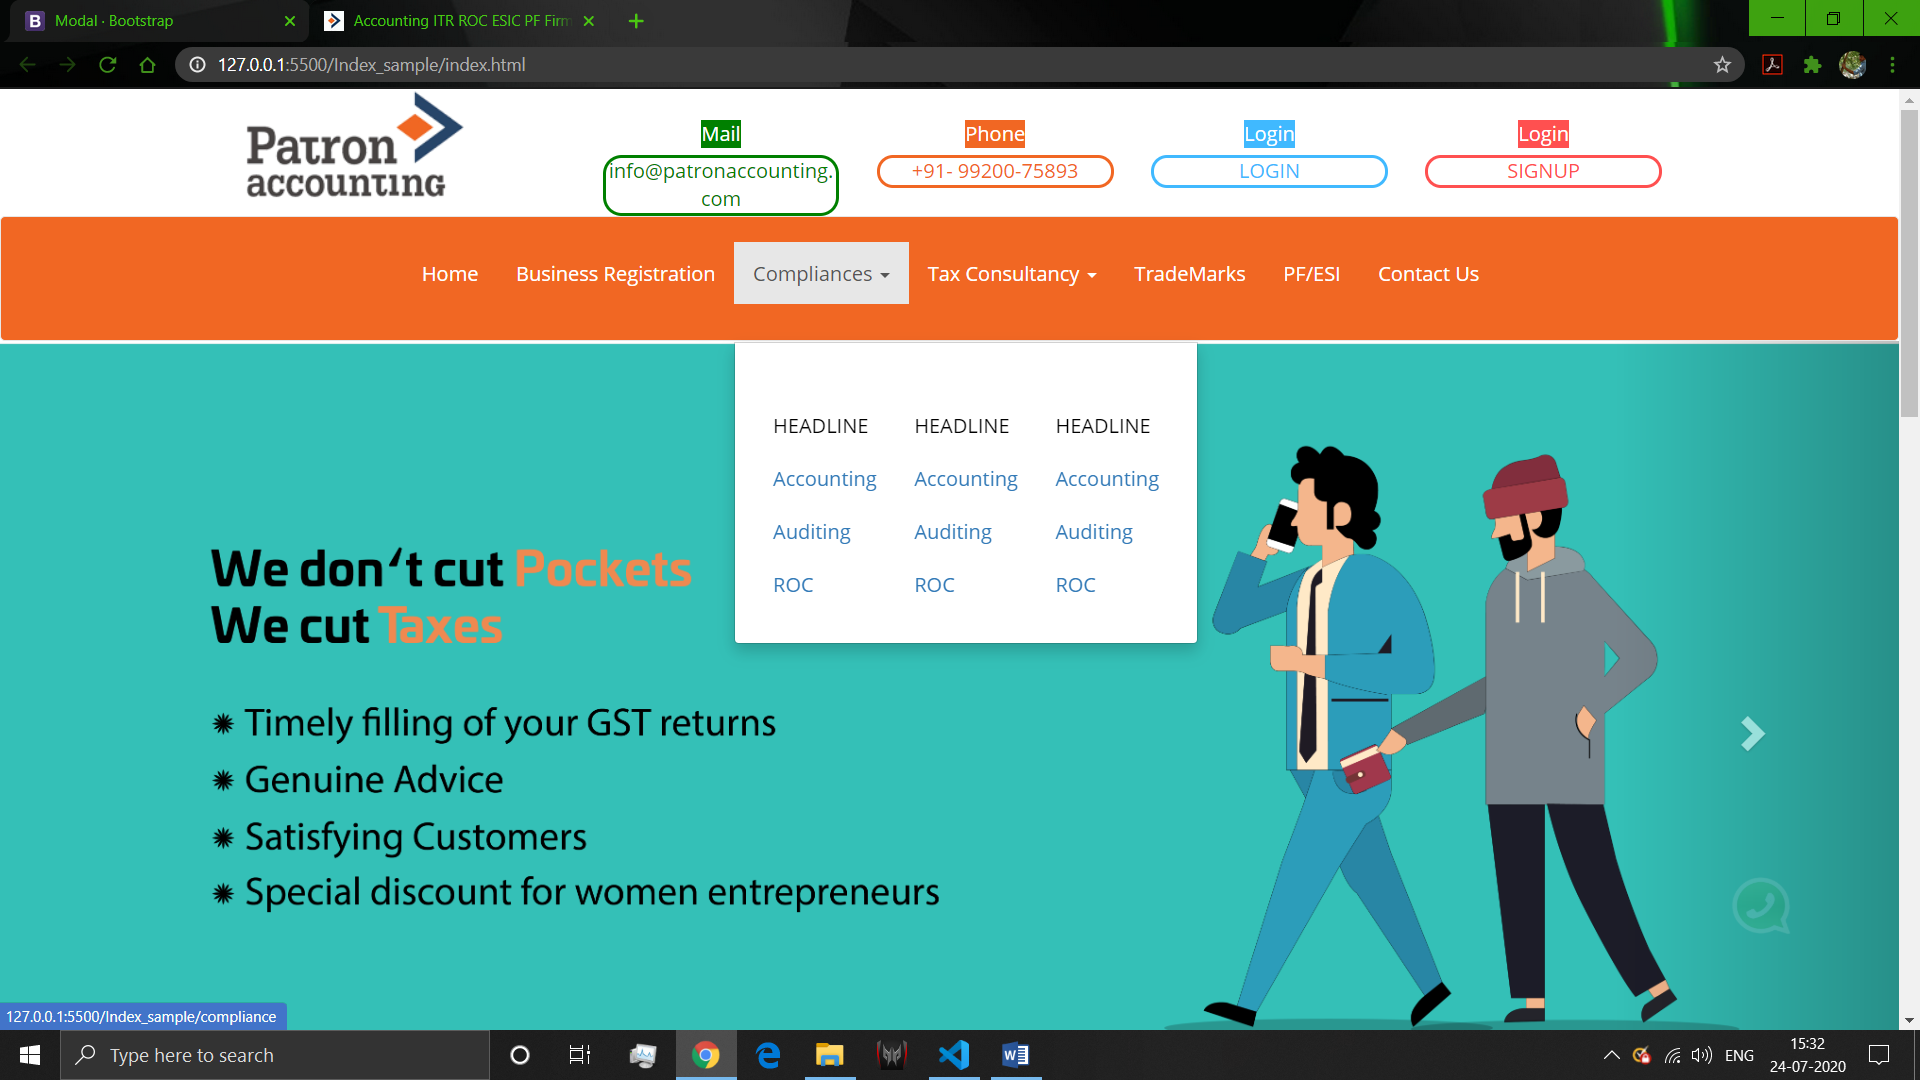 Modal · Bootstrap
Accounting ITR ROC ESIC PF Firm
127.0.0.1:5500/Index_sample/index.html
Patron
accounting
Mail
info@patronaccounting.
com
Phone
+91- 99200-75893
Login
LOGIN
Login
SIGNUP
Home Business Registration Compliances Tax Consultancy TradeMarks PF/ESI Contact Us
HEADLINE HEADLINE HEADLINE
Accounting Accounting Accounting
Auditing Auditing Auditing
ROC ROC ROC
We don‘t cut Pockets
We cut Taxes
Timely filling of your GST returns
Genuine Advice
Satisfying Customers
Special discount for women entrepreneurs
127.0.0.1:5500/Index_sample/compliance
Type here to search
ENG
15:32
24-07-2020